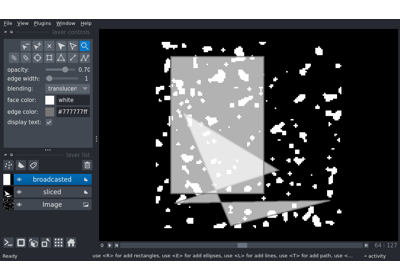 File View Plugins Window Help
layer controls
opacity: 0.70
edge width: 1
blending: translucen
face color: white
edge color: #777777ff
display text:
layer list
broadcasted
sliced
Image
0 64 127
Ready use <R> for add rectangles, use <E> for add ellipses, use <L> for add lines, use <T> for add path, use <... activity